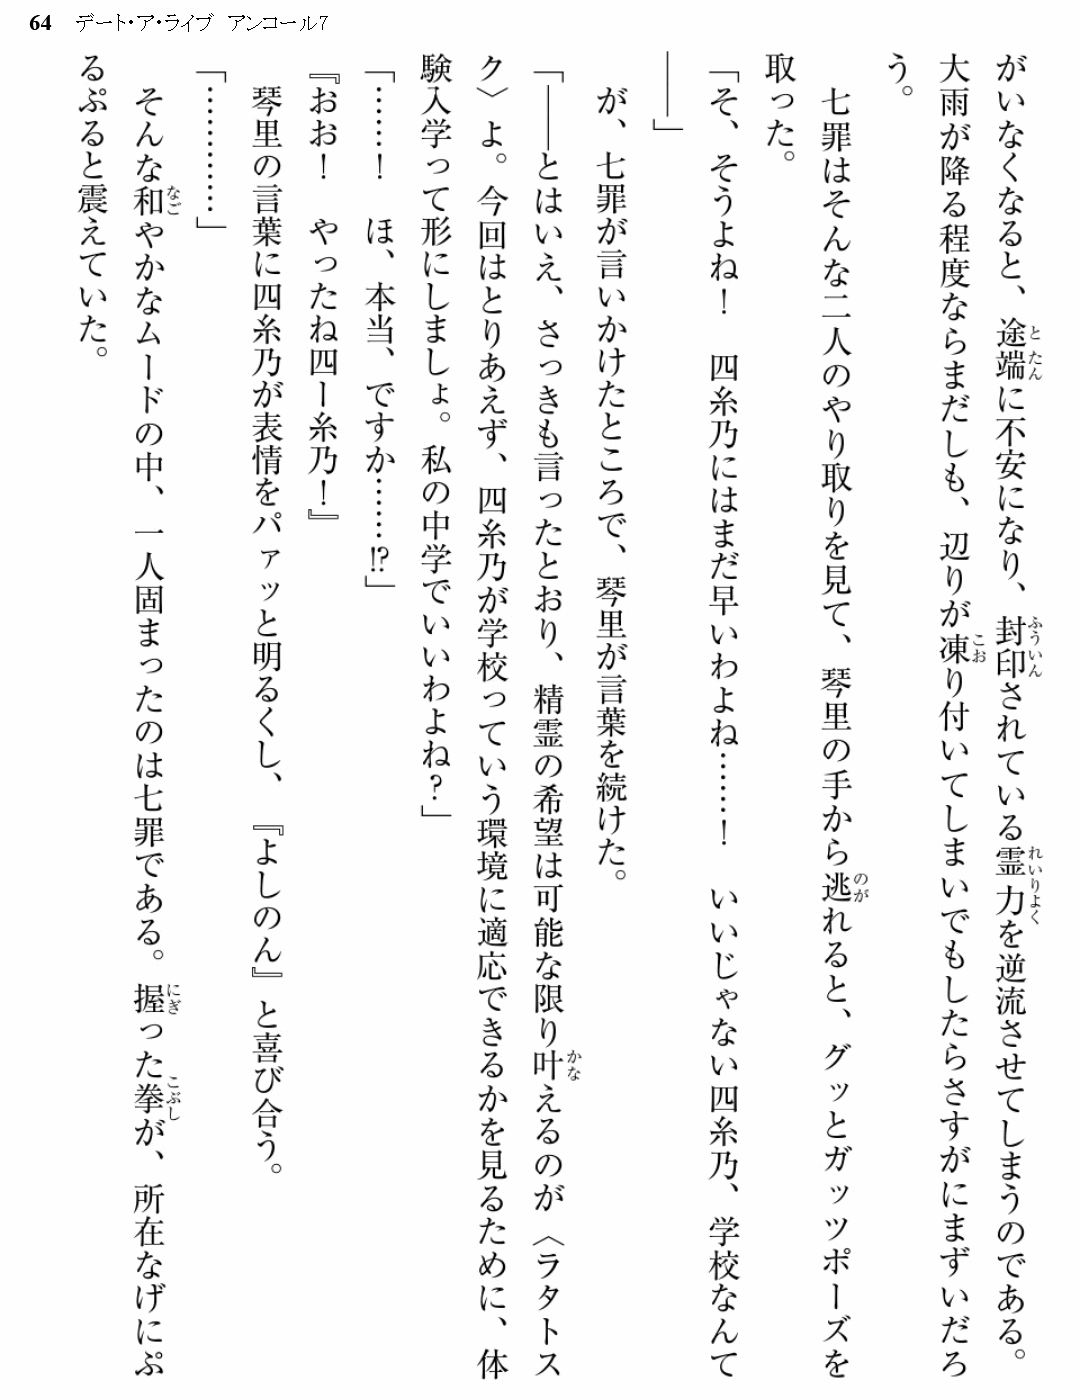 64 デート・ア・ライブ アンコール7
がいなくなると、途端に不安になり、封印されている霊力を逆流させてしまうのである。
大雨が降る程度ならまだしも、辺りが凍り付いてしまいでもしたらさすがにまずいだろ
う。
七罪はそんな二人のやり取りを見て、琴里の手から逃れると、グッとガッツポーズを
取った。
「そ、そうよね！　四糸乃にはまだ早いわよね……！　いいじゃない四糸乃、学校なんて
――」
が、七罪が言いかけたところで、琴里が言葉を続けた。
「――とはいえ、さっきも言ったとおり、精霊の希望は可能な限り叶えるのが〈ラタトス
ク〉よ。今回はとりあえず、四糸乃が学校っていう環境に適応できるかを見るために、体
験入学って形にしましょ。私の中学でいいわよね？」
「……！　ほ、本当、ですか……!?」
『おお！　やったね四ー糸乃！』
琴里の言葉に四糸乃が表情をパァッと明るくし、『よしのん』と喜び合う。
「…………」
そんな和やかなムードの中、一人固まったのは七罪である。握った拳が、所在なげにぷ
るぷると震えていた。